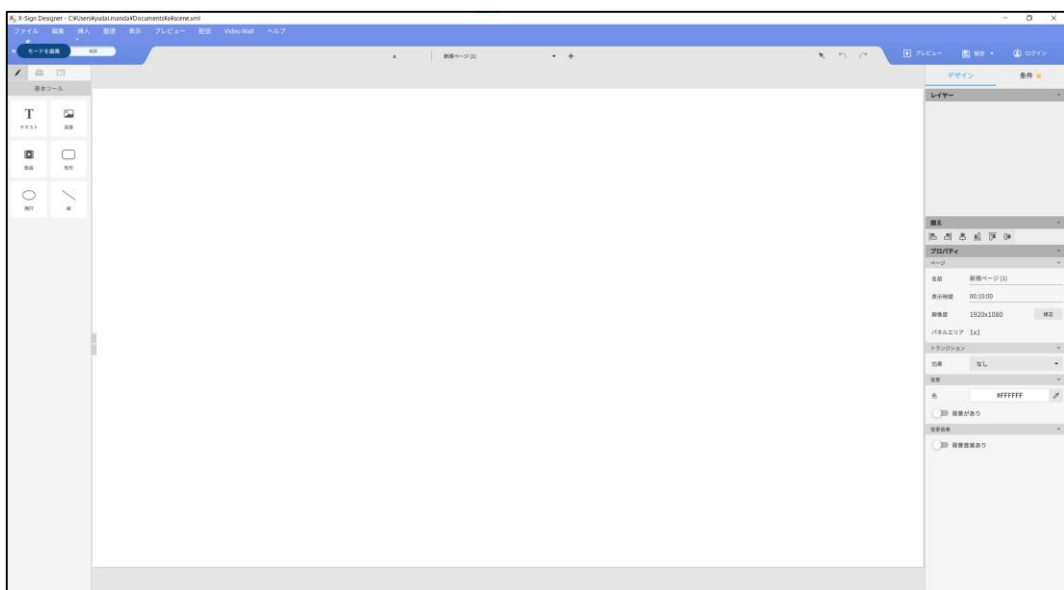 X-Sign Designer - C:¥Users¥yudai.manda¥Documents¥a¥scene.xml
ファイル 編集 挿入 整理 表示 プレビュー 配信 Video Wall ヘルプ
モードを編集
a 新規ページ (1) プレビュー 保存 ログイン
基本ツール
テキスト 画像
動画 矩形
楕円 線
デザイン 条件
レイヤー
揃え
プロパティ
ページ
名前 新規ページ (1)
表示時間 00:10:00
解像度 1920x1080 修正
パネルエリア 1x1
トランジション
効果 なし
背景
色 #FFFFFF
背景があり
背景音楽
背景音楽あり